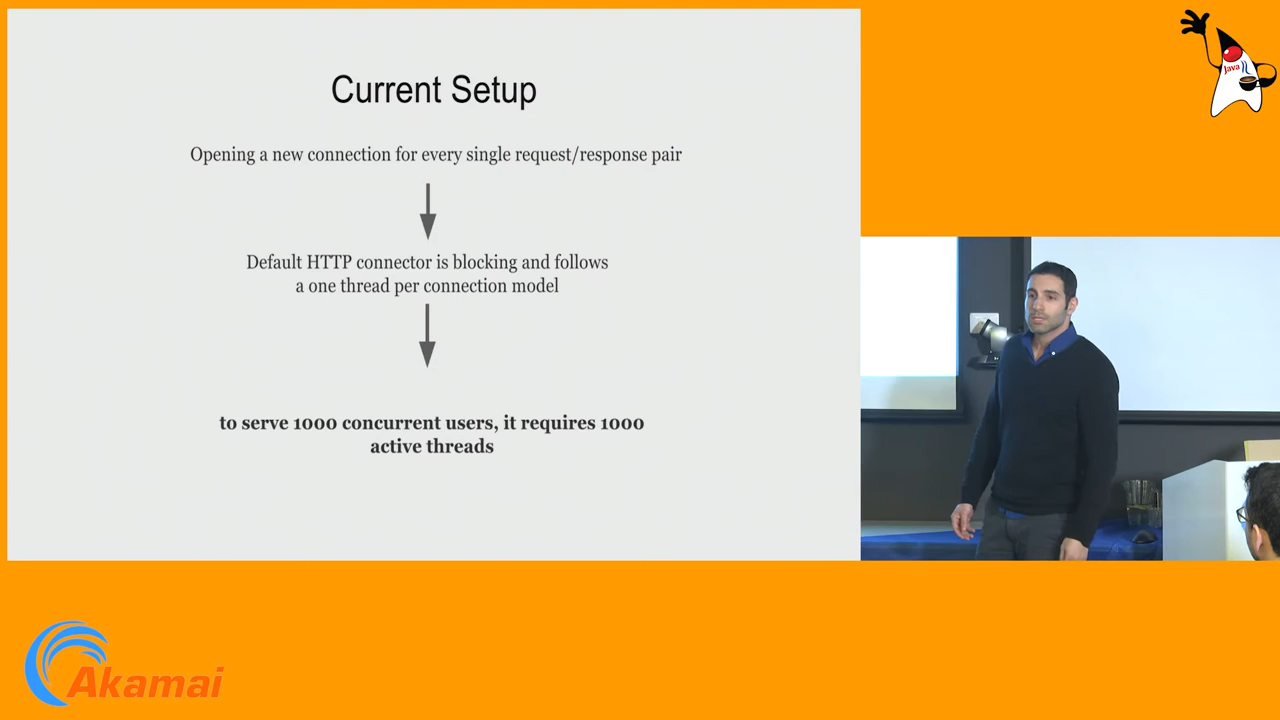 Current Setup
Opening a new connection for every single request/response pair
Default HTTP connector is blocking and follows
a one thread per connection model
to serve 1000 concurrent users, it requires 1000
active threads
Java
Akamai